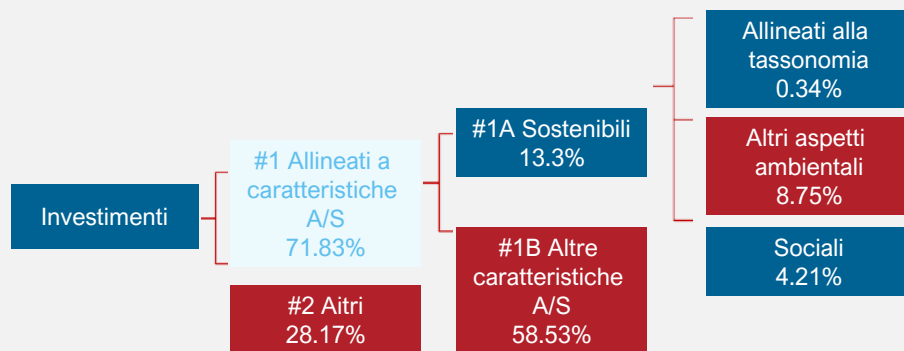 Investimenti
#1 Allineati a
caratteristiche
A/S
71.83%
#2 Aitri
28.17%
#1A Sostenibili
13.3%
#1B Altre
caratteristiche
A/S
58.53%
Allineati alla
tassonomia
0.34%
Altri aspetti
ambientali
8.75%
Sociali
4.21%